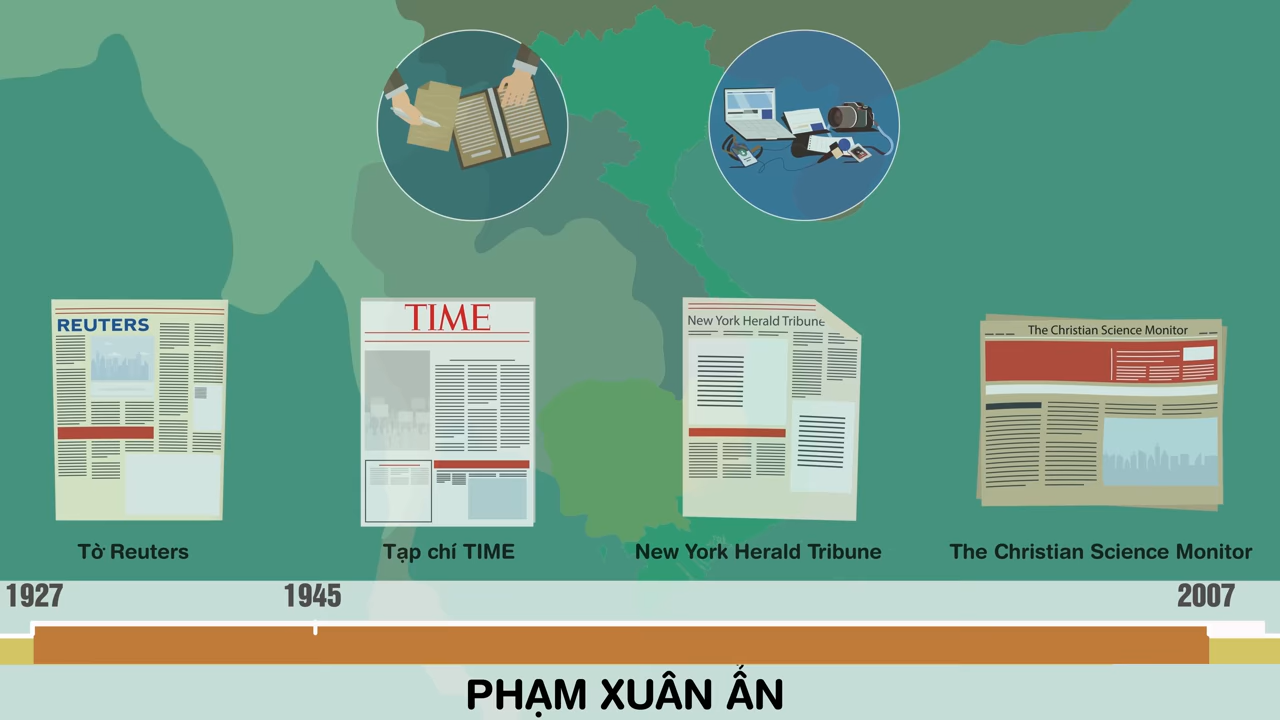 REUTERS
TIME
New York Herald Tribune
The Christian Science Monitor
Tờ Reuters
Tạp chí TIME
New York Herald Tribune
The Christian Science Monitor
1927
1945
2007
PHẠM XUÂN ẨN